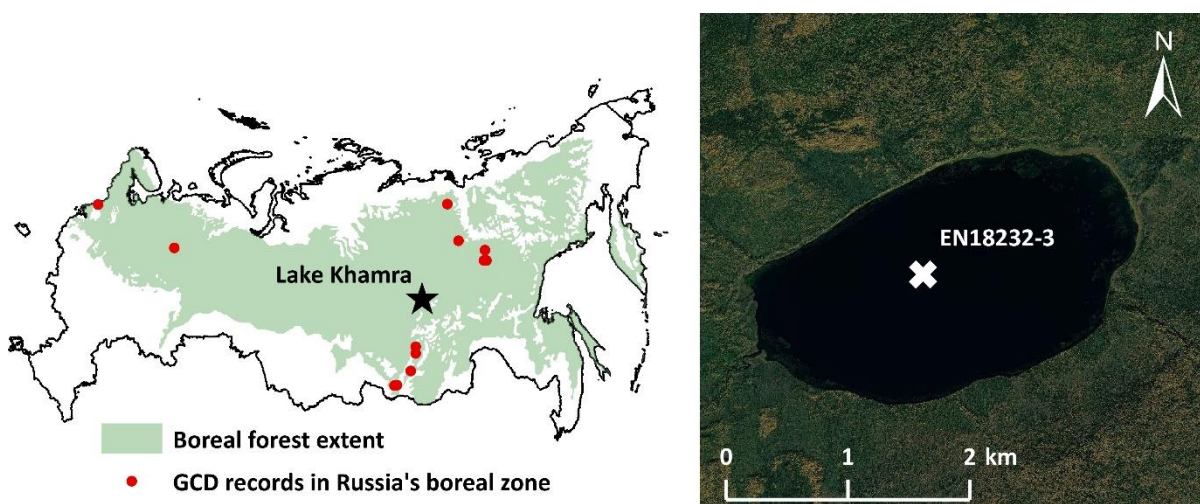 Lake Khamra
Boreal forest extent
GCD records in Russia's boreal zone
N
EN18232-3
0 1 2 km